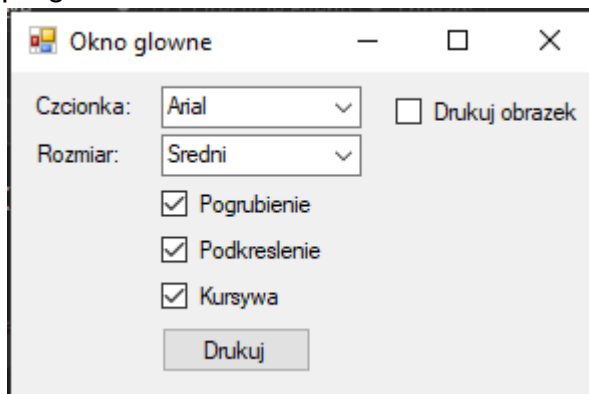 Okno glowne
Czcionka: Arial Drukuj obrazek
Rozmiar: Sredni
Pogrubienie
Podkreslenie
Kursywa
Drukuj